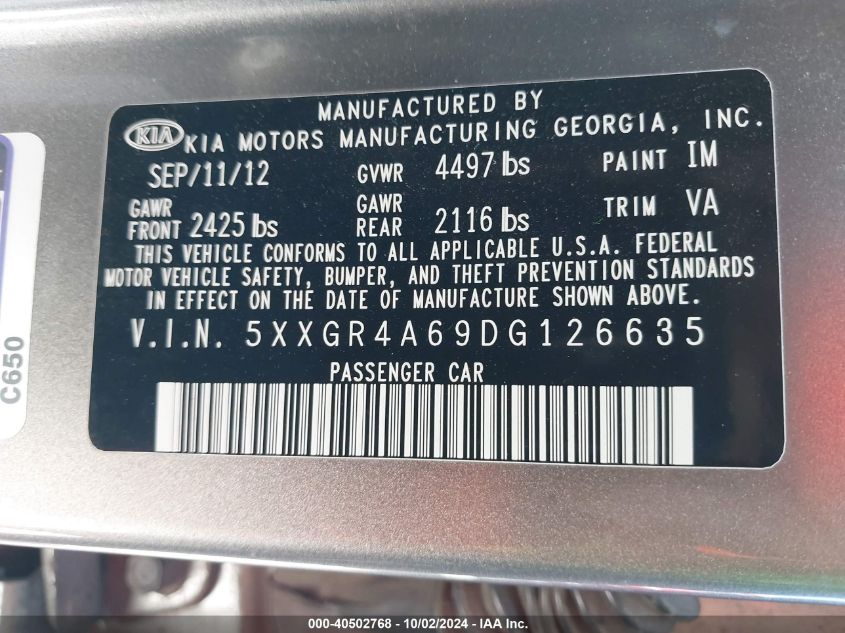 MANUFACTURED BY
KIA KIA MOTORS MANUFACTURING GEORGIA, INC.
SEP/11/12 GVWR 4497 lbs PAINT IM
GAWR FRONT 2425 lbs GAWR REAR 2116 lbs TRIM VA
THIS VEHICLE CONFORMS TO ALL APPLICABLE U.S.A. FEDERAL
MOTOR VEHICLE SAFETY, BUMPER, AND THEFT PREVENTION STANDARDS
IN EFFECT ON THE DATE OF MANUFACTURE SHOWN ABOVE.
V.I.N. 5XXGR4A69DG126635
PASSENGER CAR
C650
000-40502768 - 10/02/2024 - IAA Inc.